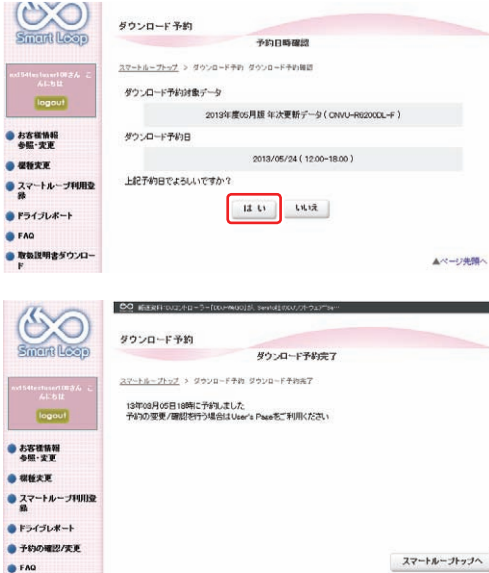 Smart Loop
ダウンロード予約
予約日時確認
スマートループトップ > ダウンロード予約 ダウンロード予約確認
さん こ
んにちは
logout
ダウンロード予約対象データ
2013年度05月版 年次更新データ ( CNVU-R6200DL-F )
ダウンロード予約日
2013/05/24 ( 12:00-18:00 )
上記予約日でよろしいですか?
はい
いいえ
お客様情報
参照・変更
機種変更
スマートループ利用登
録
ドライブレポート
FAQ
取扱説明書ダウンロー
ド
▲ページ先頭へ
Smart Loop
ダウンロード予約
ダウンロード予約完了
スマートループトップ > ダウンロード予約 ダウンロード予約完了
さん こ
んにちは
logout
13年03月05日18時に予約しました
予約の変更/確認を行う場合はUser's Pageをご利用ください
お客様情報
参照・変更
機種変更
スマートループ利用登
録
ドライブレポート
予約の確認/変更
FAQ
スマートループトップへ